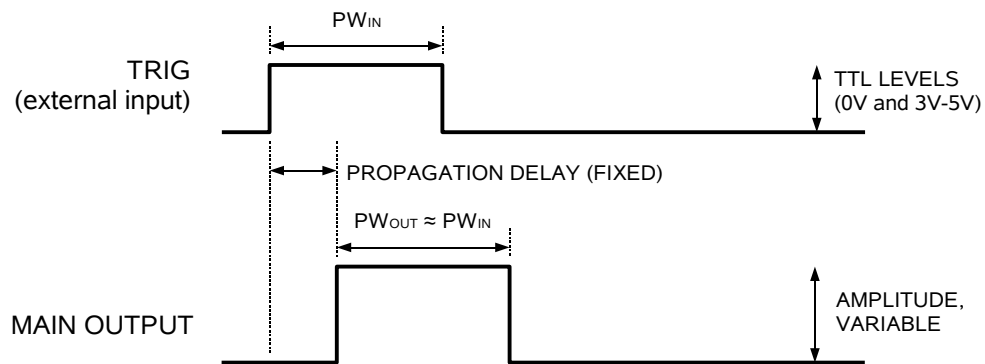 PWIN
TRIG
(external input)
TTL LEVELS
(0V and 3V-5V)
PROPAGATION DELAY (FIXED)
PWOUT ≈ PWIN
MAIN OUTPUT
AMPLITUDE,
VARIABLE